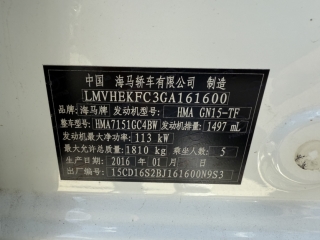 中国 海马轿车有限公司 制造
LMVHEKFC3GA161600
品牌:海马牌 发动机型号:HMA GN15-TF
整车型号:HMA7151GC4BW 发动机排量:1497 mL
发动机最大净功率:113 kW
最大允许总质量:1810 kg 乘坐人数: 5
生产日期:2016 年 01 月
出厂编号:15CD16S2BJ161600N9S3